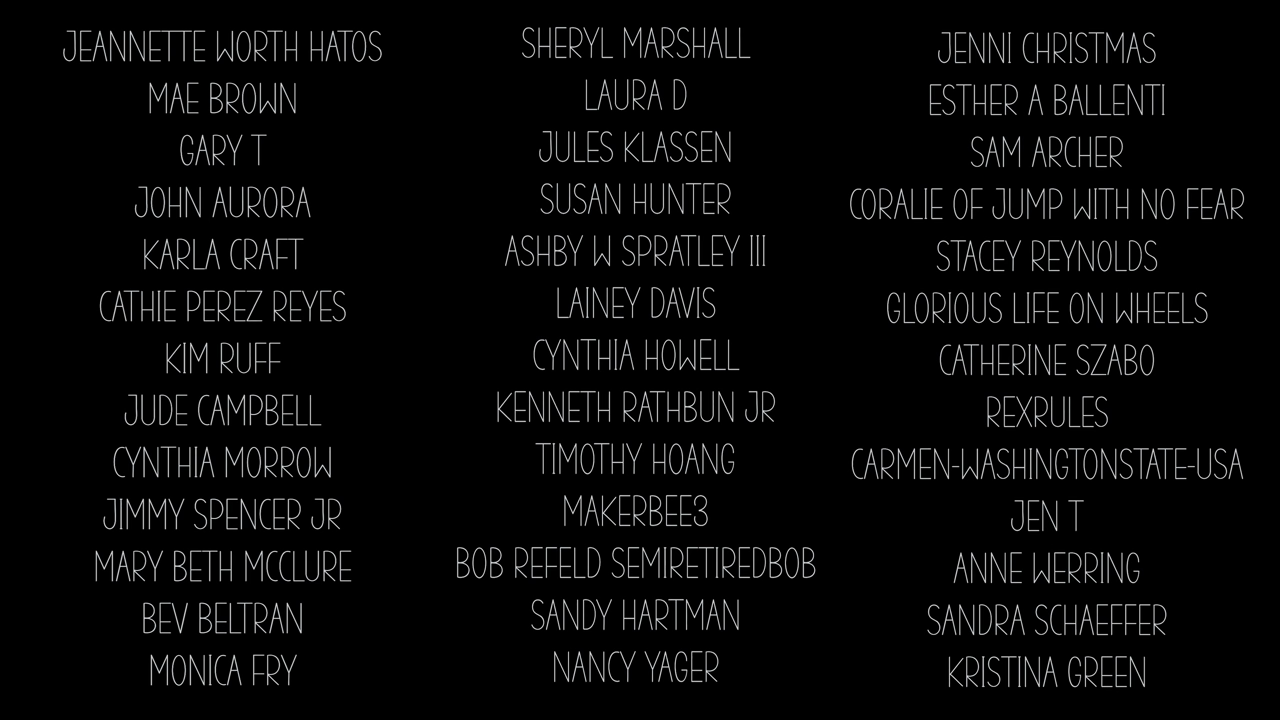 JEANNETTE WORTH HATOS
MAE BROWN
GARY T
JOHN AURORA
KARLA CRAFT
CATHIE PEREZ REYES
KIM RUFF
JUDE CAMPBELL
CYNTHIA MORROW
JIMMY SPENCER JR
MARY BETH MCCLURE
BEV BELTRAN
MONICA FRY
SHERYL MARSHALL
LAURA D
JULES KLASSEN
SUSAN HUNTER
ASHBY W SPRATLEY III
LAINEY DAVIS
CYNTHIA HOWELL
KENNETH RATHBUN JR
TIMOTHY HOANG
MAKERBEE3
BOB REFELD SEMIRETIREDBOB
SANDY HARTMAN
NANCY YAGER
JENNI CHRISTMAS
ESTHER A BALLENTI
SAM ARCHER
CORALIE OF JUMP WITH NO FEAR
STACEY REYNOLDS
GLORIOUS LIFE ON WHEELS
CATHERINE SZABO
REXRULES
CARMEN-WASHINGTONSTATE-USA
JEN T
ANNE WERRING
SANDRA SCHAEFFER
KRISTINA GREEN